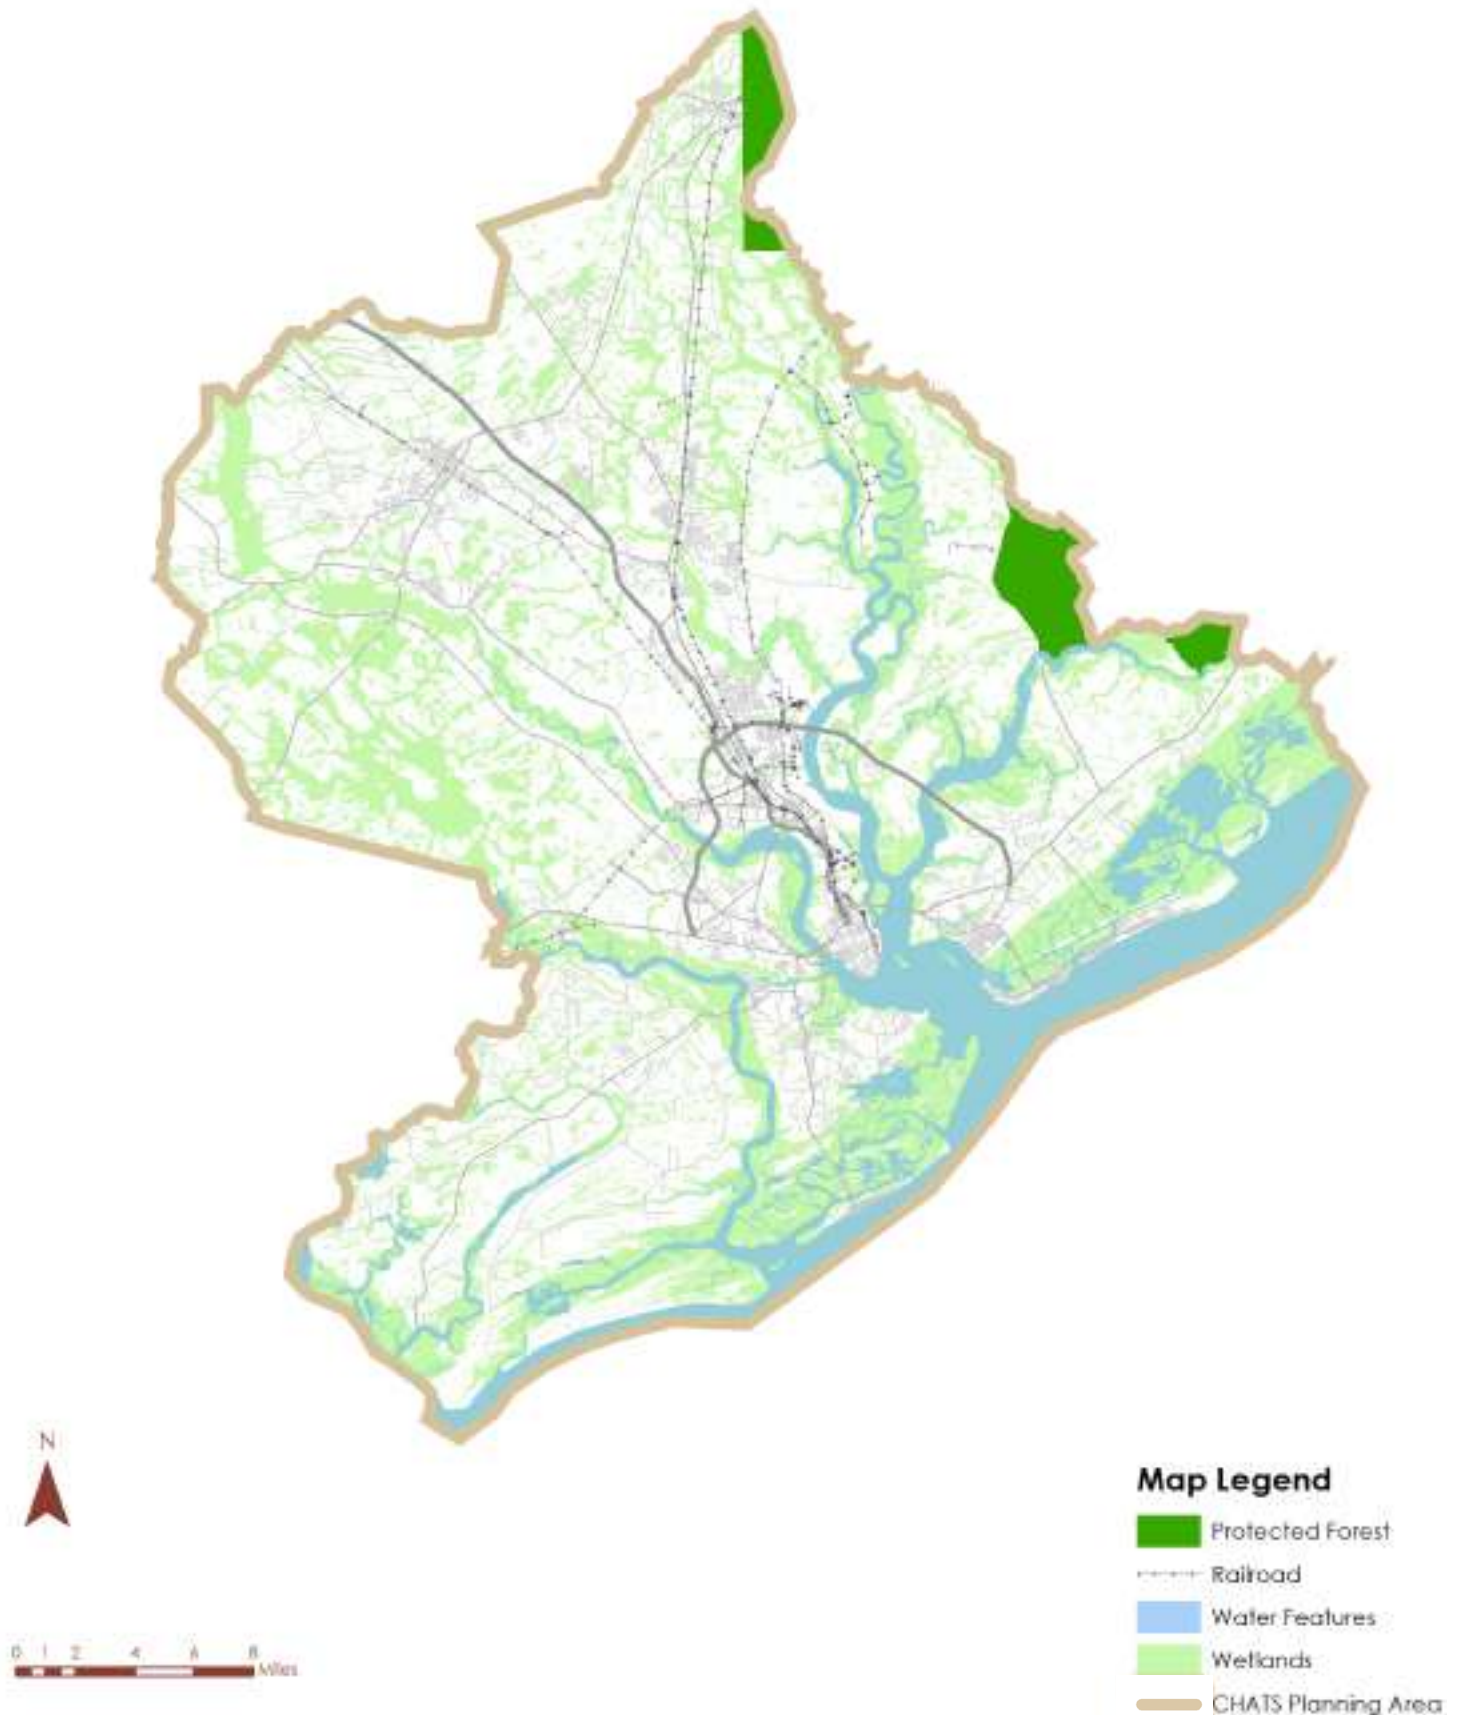 N
0 1 2 4 6 8
Miles
Map Legend
Protected Forest
Railroad
Water Features
Wetlands
CHATS Planning Area